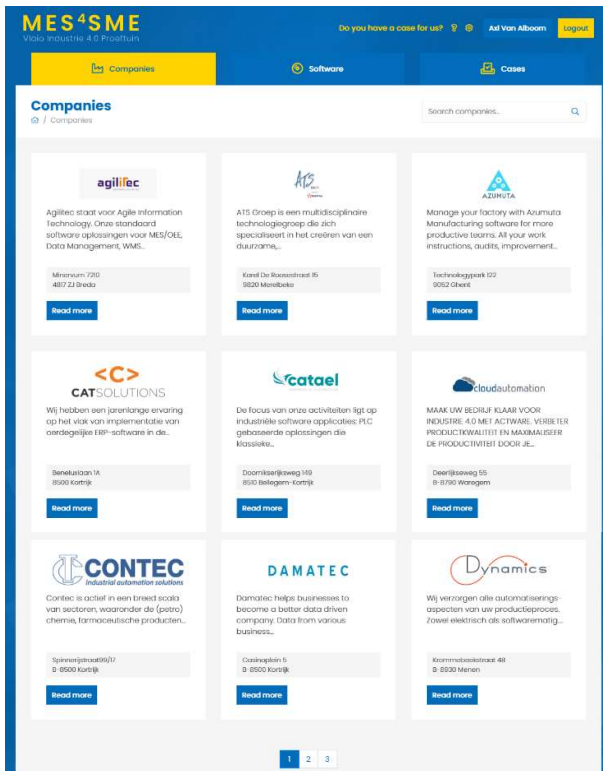 MES4SME
Vlaio Industrie 4.0 Proeftuin
Do you have a case for us?
Axl Van Alboom
Logout
Companies
Software
Cases
Companies
/ Companies
Search companies...
agilitec
Agilitec staat voor Agile Information
Technology. Onze standaard
software oplossingen voor MES/OEE,
Data Management, WMS...
Minervum 7210
4817 ZJ Breda
Read more
ATS
ATS Groep is een multidisciplinaire
technologiegroep die zich
specialiseert in het creëren van een
duurzame,...
Karel De Roosestraat 15
9820 Merelbeke
Read more
AZUMUTA
Manage your factory with Azumuta
Manufacturing software for more
productive teams. All your work
instructions, audits, improvement...
Technologypark 122
9052 Ghent
Read more
<C>
CATSOLUTIONS
Wij hebben een jarenlange ervaring
op het vlak van implementatie van
oerdegelijke ERP-software in de...
Beneluxlaan 1A
8500 Kortrijk
Read more
catael
De focus van onze activiteiten ligt op
industriële software applicaties: PLC
gebaseerde oplossingen die
klassieke...
Doornikserijksweg 149
8510 Bellegem-Kortrijk
Read more
cloudautomation
MAAK UW BEDRIJF KLAAR VOOR
INDUSTRIE 4.0 MET ACTWARE. VERBETER
PRODUCTKWALITEIT EN MAXIMALISEER
DE PRODUCTIVITEIT DOOR JE...
Deerlijkseweg 55
B-8790 Waregem
Read more
CONTEC
industrial automation solutions
Contec is actief in een breed scala
van sectoren, waaronder de (petro)
chemie, farmaceutische producten...
Spinnerijstraat99/17
B-8500 Kortrijk
Read more
DAMATEC
Damatec helps businesses to
become a better data driven
company. Data from various
business...
Casinoplein 5
B-8500 Kortrijk
Read more
Dynamics
Wij verzorgen alle automatiserings-
aspecten van uw productieproces.
Zowel elektrisch als softwarematig....
Krommebeekstraat 48
B-8930 Menen
Read more
1 2 3